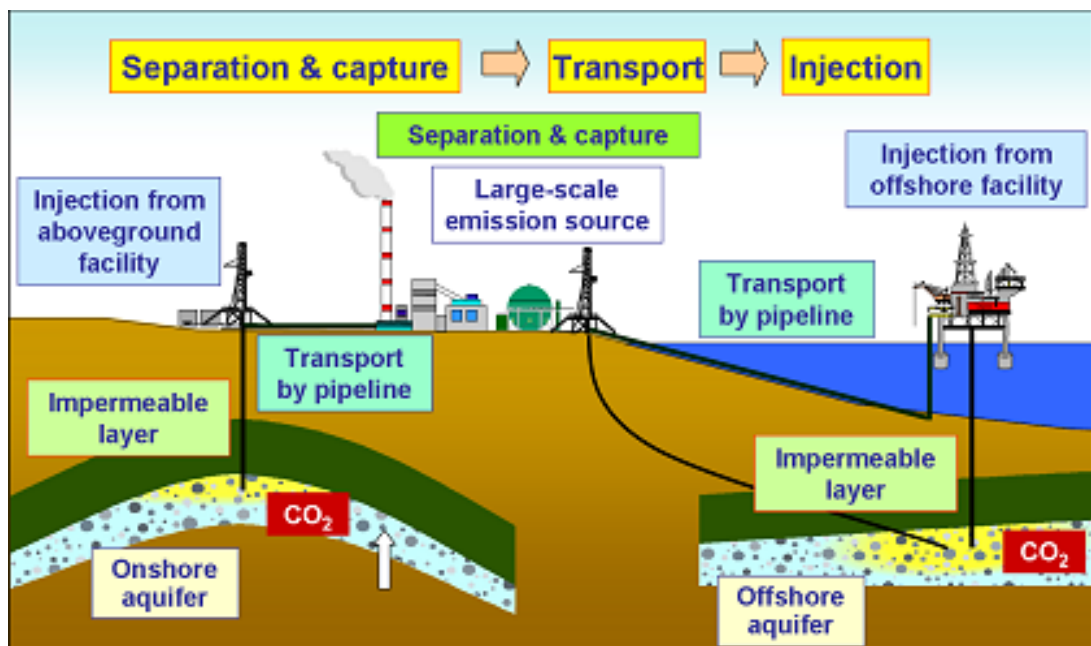 Separation & capture
Transport
Injection
Separation & capture
Large-scale
emission source
Injection from
offshore facility
Injection from
aboveground
facility
Transport
by pipeline
Transport
by pipeline
Impermeable
layer
Impermeable
layer
CO₂
CO₂
Onshore
aquifer
Offshore
aquifer